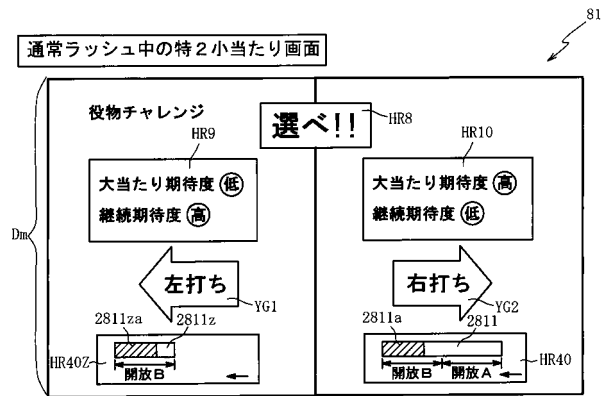 81
通常ラッシュ中の特2小当たり画面
役物チャレンジ
選べ!!
HR8
HR9
HR10
大当たり期待度 低
継続期待度 高
大当たり期待度 高
継続期待度 低
Dm
左打ち
YG1
右打ち
YG2
2811za
2811z
2811a
2811
HR40Z
開放B
開放B
開放A
HR40